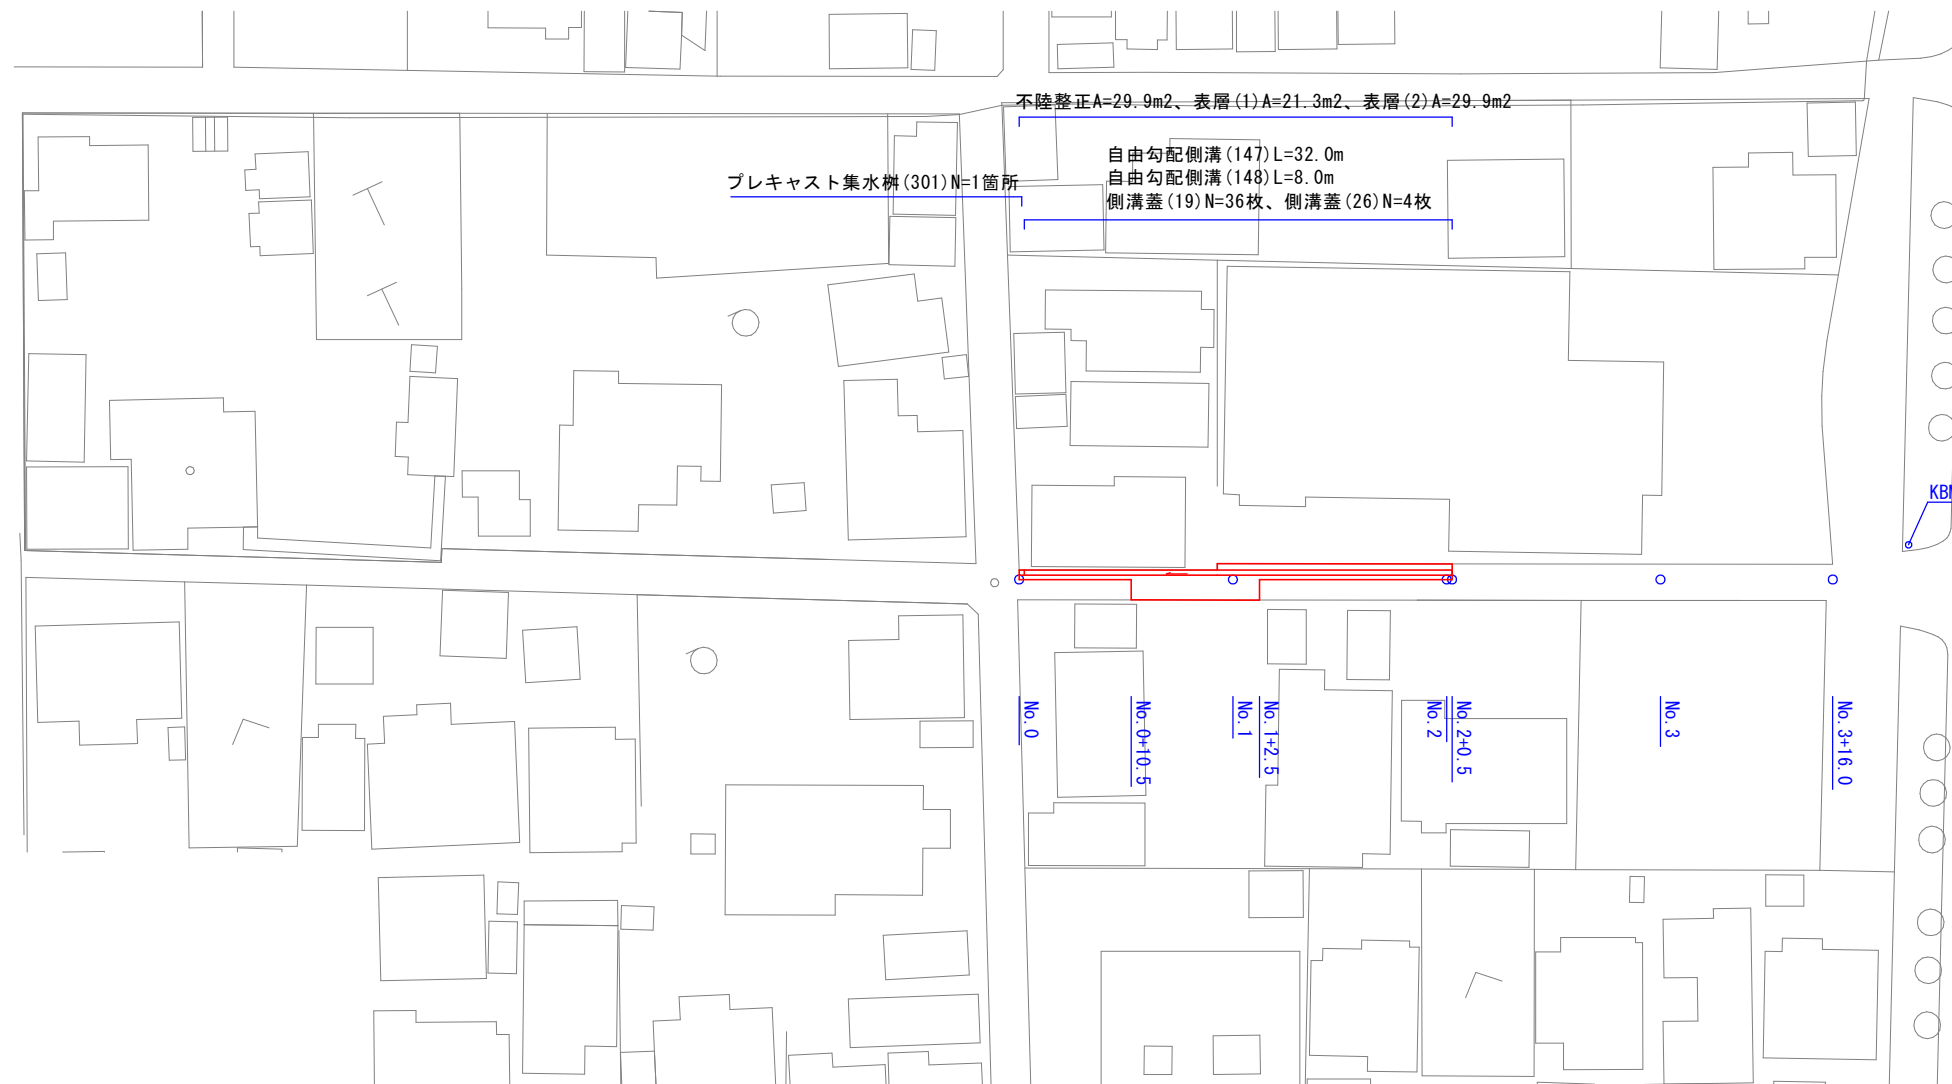 不陸整正A=29.9m2、表層(1)A=21.3m2、表層(2)A=29.9m2
自由勾配側溝(147)L=32.0m
自由勾配側溝(148)L=8.0m
側溝蓋(19)N=36枚、側溝蓋(26)N=4枚
プレキャスト集水桝(301)N=1箇所
KBM
No.0
No.0+10.5
No.1
No.1+2.5
No.2
No.2+0.5
No.3
No.3+16.0